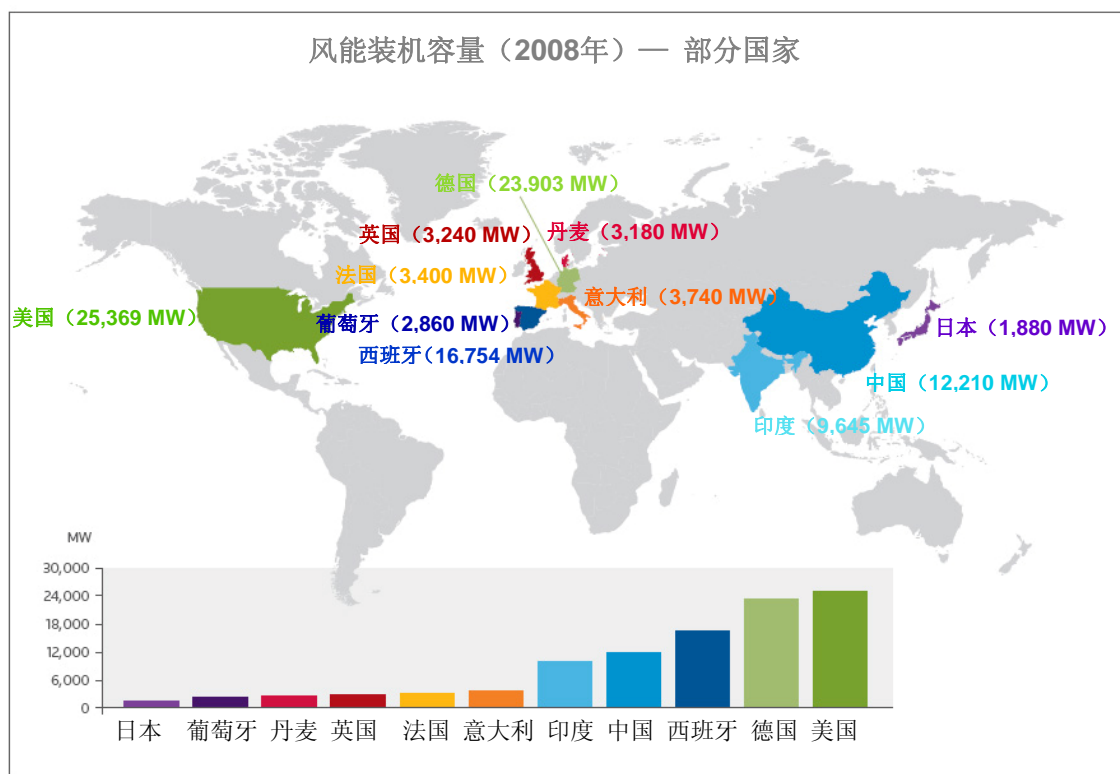 风能装机容量（2008年）— 部分国家
德国（23,903 MW）
英国（3,240 MW）
丹麦（3,180 MW）
法国（3,400 MW）
意大利（3,740 MW）
美国（25,369 MW）
葡萄牙（2,860 MW）
日本（1,880 MW）
西班牙（16,754 MW）
中国（12,210 MW）
印度（9,645 MW）
MW
30,000
24,000
18,000
12,000
6,000
0
日本 葡萄牙 丹麦 英国 法国 意大利 印度 中国 西班牙 德国 美国